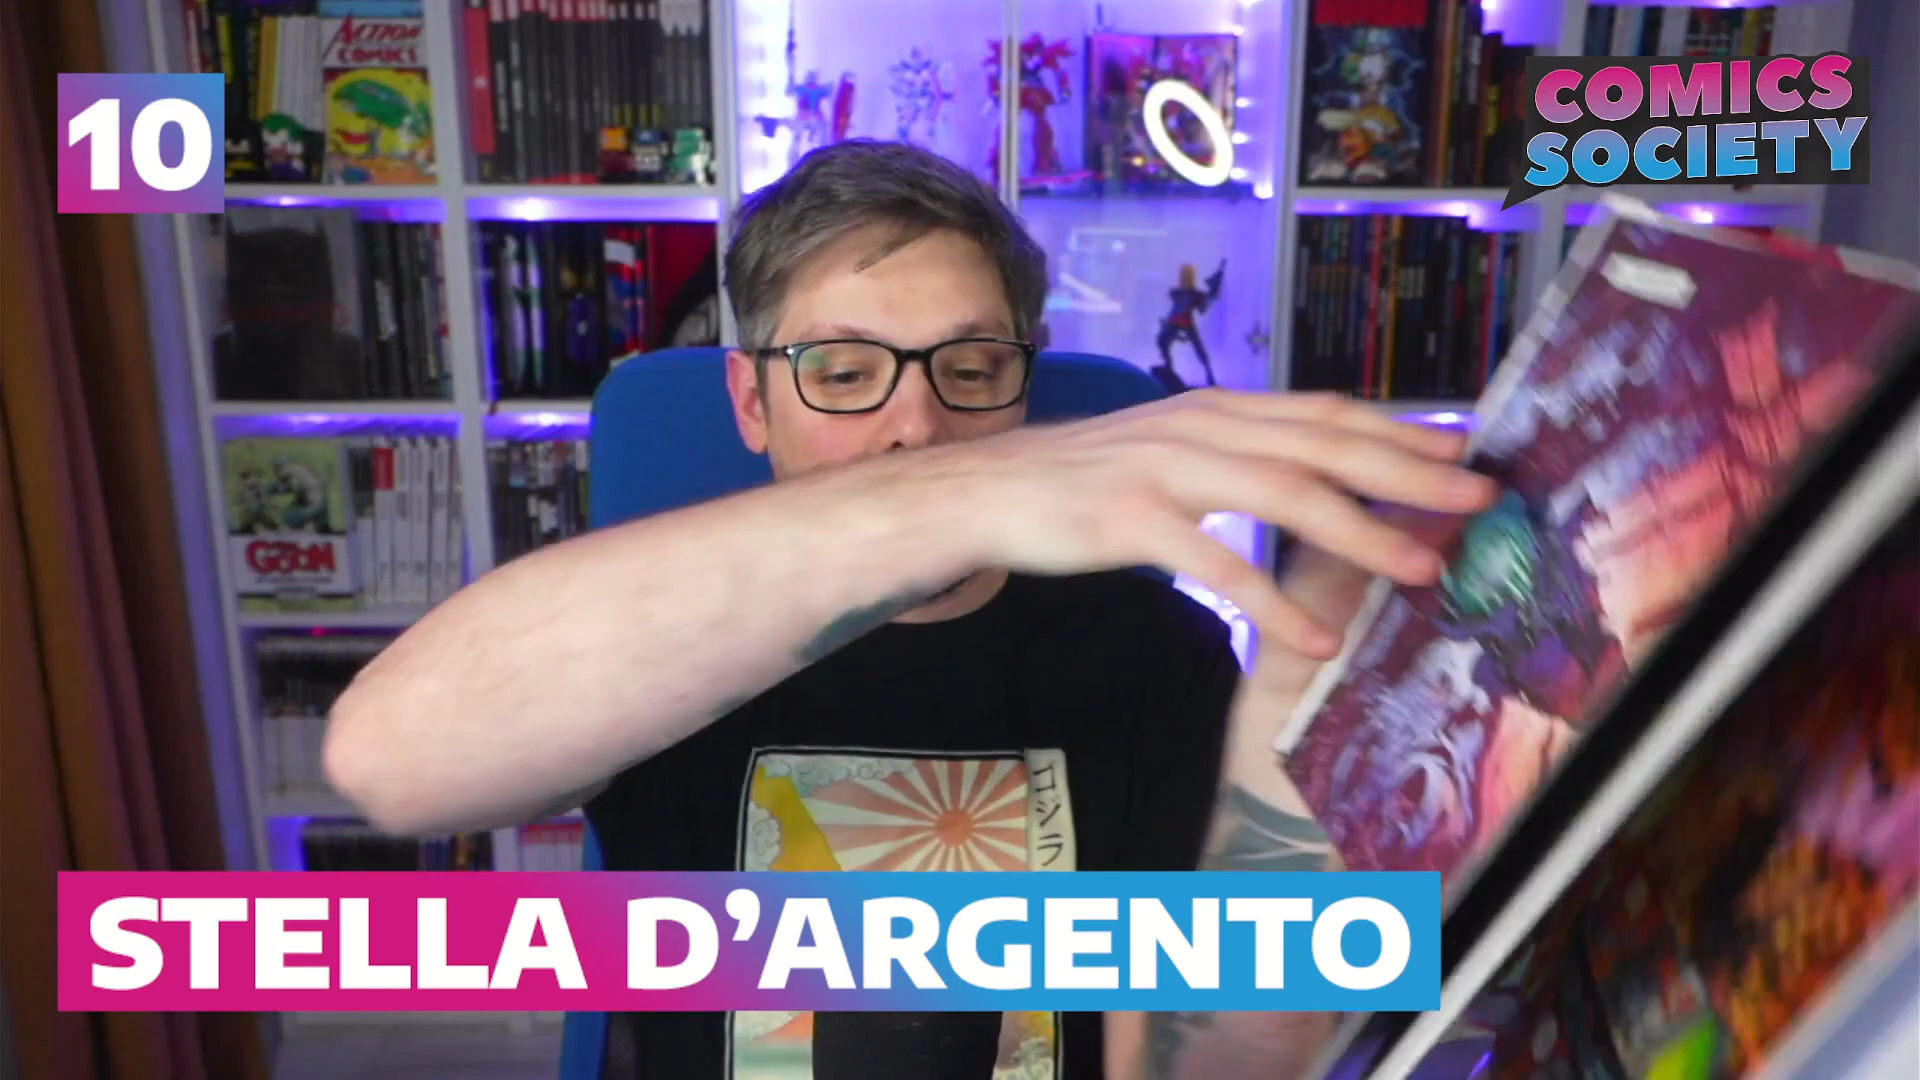 10
ACTION
COMICS
COMICS
SOCIETY
GOON
ゴジラ
STELLA D'ARGENTO